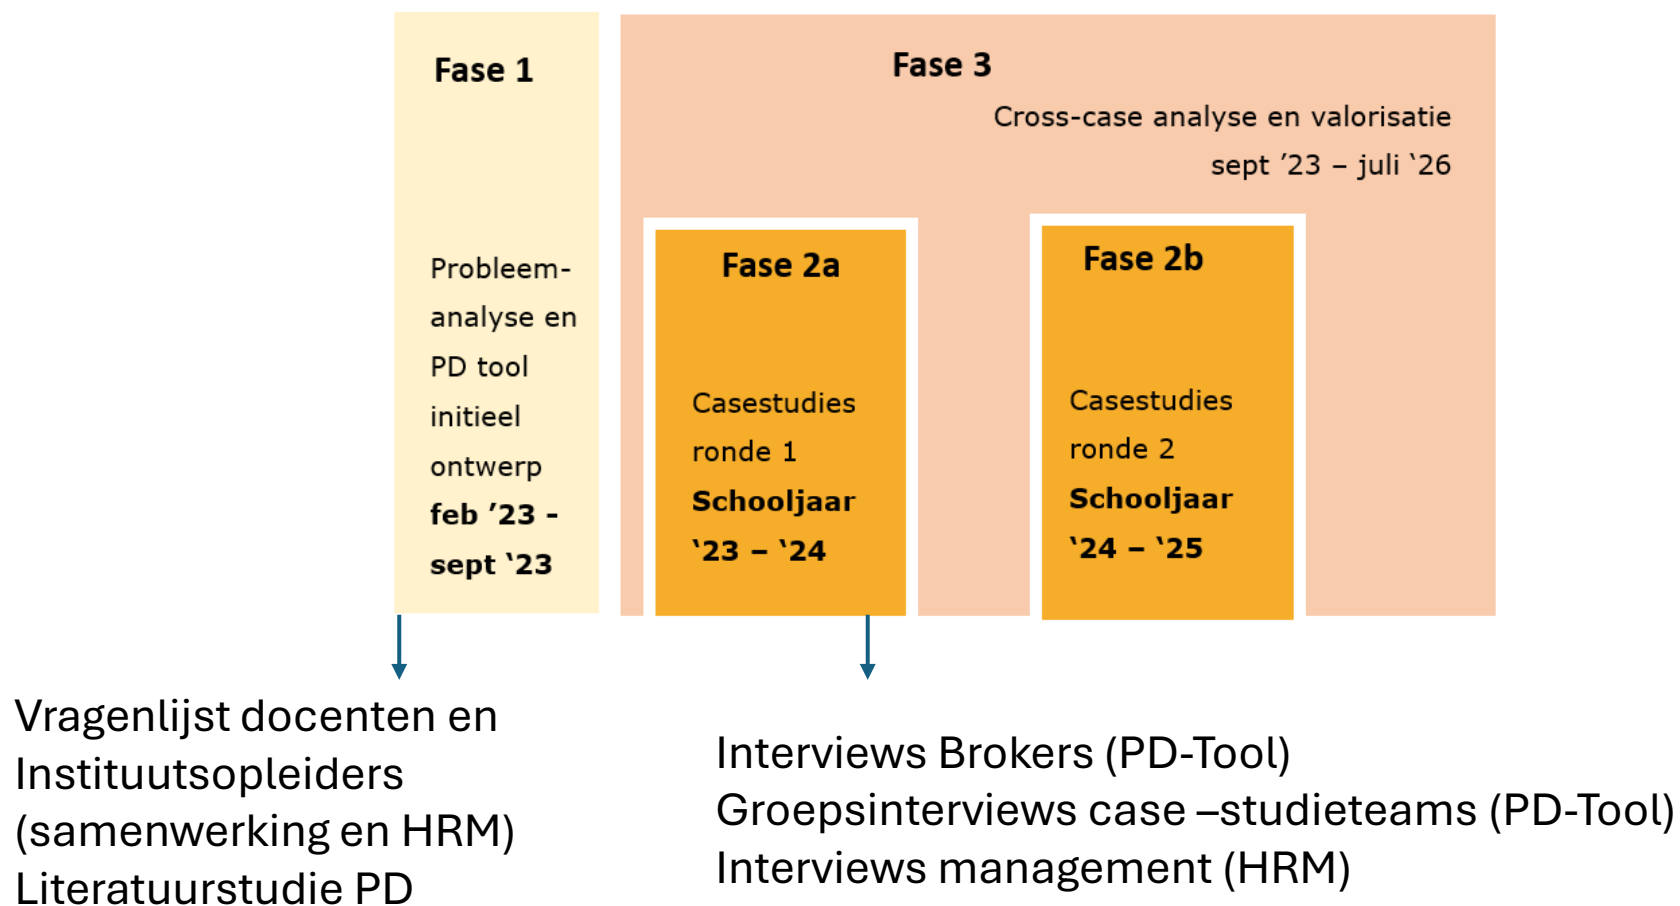 Fase 1
Probleem-
analyse en
PD tool
initieel
ontwerp
feb ’23 -
sept ‘23
Fase 3
Cross-case analyse en valorisatie
sept ’23 – juli ‘26
Fase 2a
Casestudies
ronde 1
Schooljaar
‘23 – ‘24
Fase 2b
Casestudies
ronde 2
Schooljaar
‘24 – ‘25
Vragenlijst docenten en
Instituutsopleiders
(samenwerking en HRM)
Literatuurstudie PD
Interviews Brokers (PD-Tool)
Groepsinterviews case –studieteams (PD-Tool)
Interviews management (HRM)